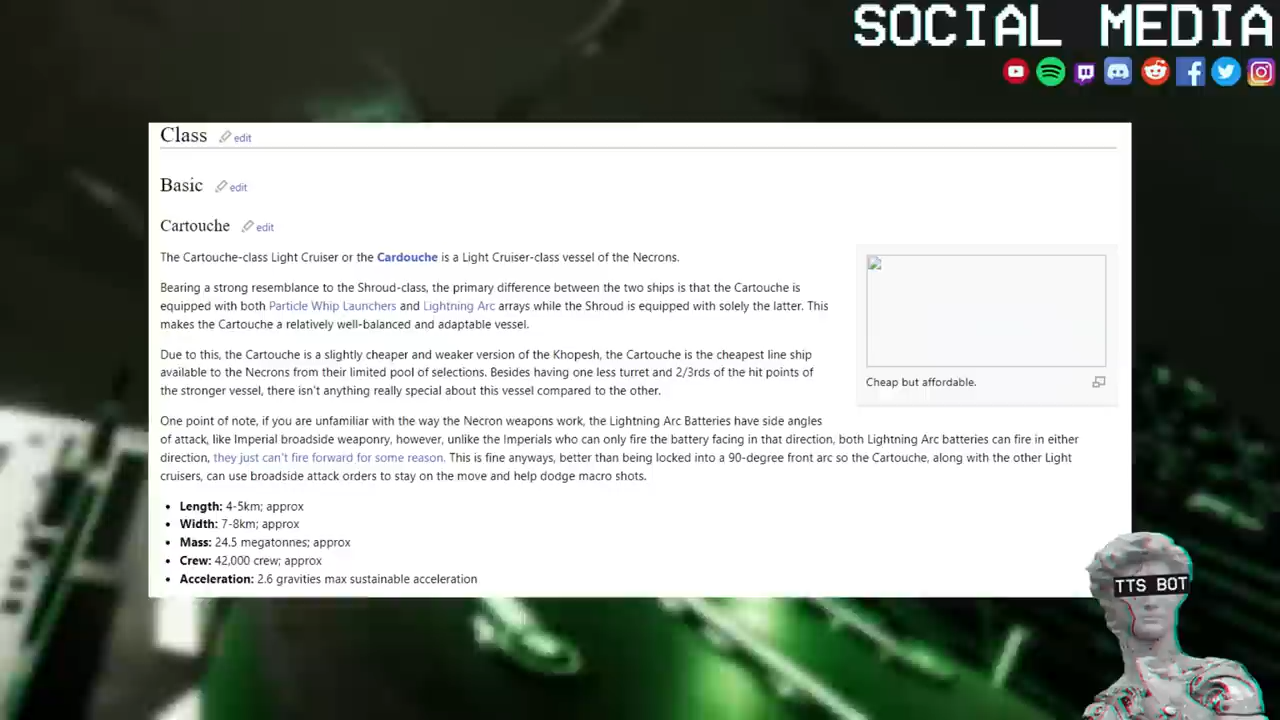 SOCIAL MEDIA
Class edit
Basic edit
Cartouche edit
The Cartouche-class Light Cruiser or the Cardouche is a Light Cruiser-class vessel of the Necrons.
Bearing a strong resemblance to the Shroud-class, the primary difference between the two ships is that the Cartouche is
equipped with both Particle Whip Launchers and Lightning Arc arrays while the Shroud is equipped with solely the latter. This
makes the Cartouche a relatively well-balanced and adaptable vessel.
Due to this, the Cartouche is a slightly cheaper and weaker version of the Khopesh, the Cartouche is the cheapest line ship
available to the Necrons from their limited pool of selections. Besides having one less turret and 2/3rds of the hit points of
the stronger vessel, there isn't anything really special about this vessel compared to the other.
Cheap but affordable.
One point of note, if you are unfamiliar with the way the Necron weapons work, the Lightning Arc Batteries have side angles
of attack, like Imperial broadside weaponry, however, unlike the Imperials who can only fire the battery facing in that direction, both Lightning Arc batteries can fire in either
direction, they just can't fire forward for some reason. This is fine anyways, better than being locked into a 90-degree front arc so the Cartouche, along with the other Light
cruisers, can use broadside attack orders to stay on the move and help dodge macro shots.
• Length: 4-5km; approx
• Width: 7-8km; approx
• Mass: 24.5 megatonnes; approx
• Crew: 42,000 crew; approx
• Acceleration: 2.6 gravities max sustainable acceleration
TTS BOT